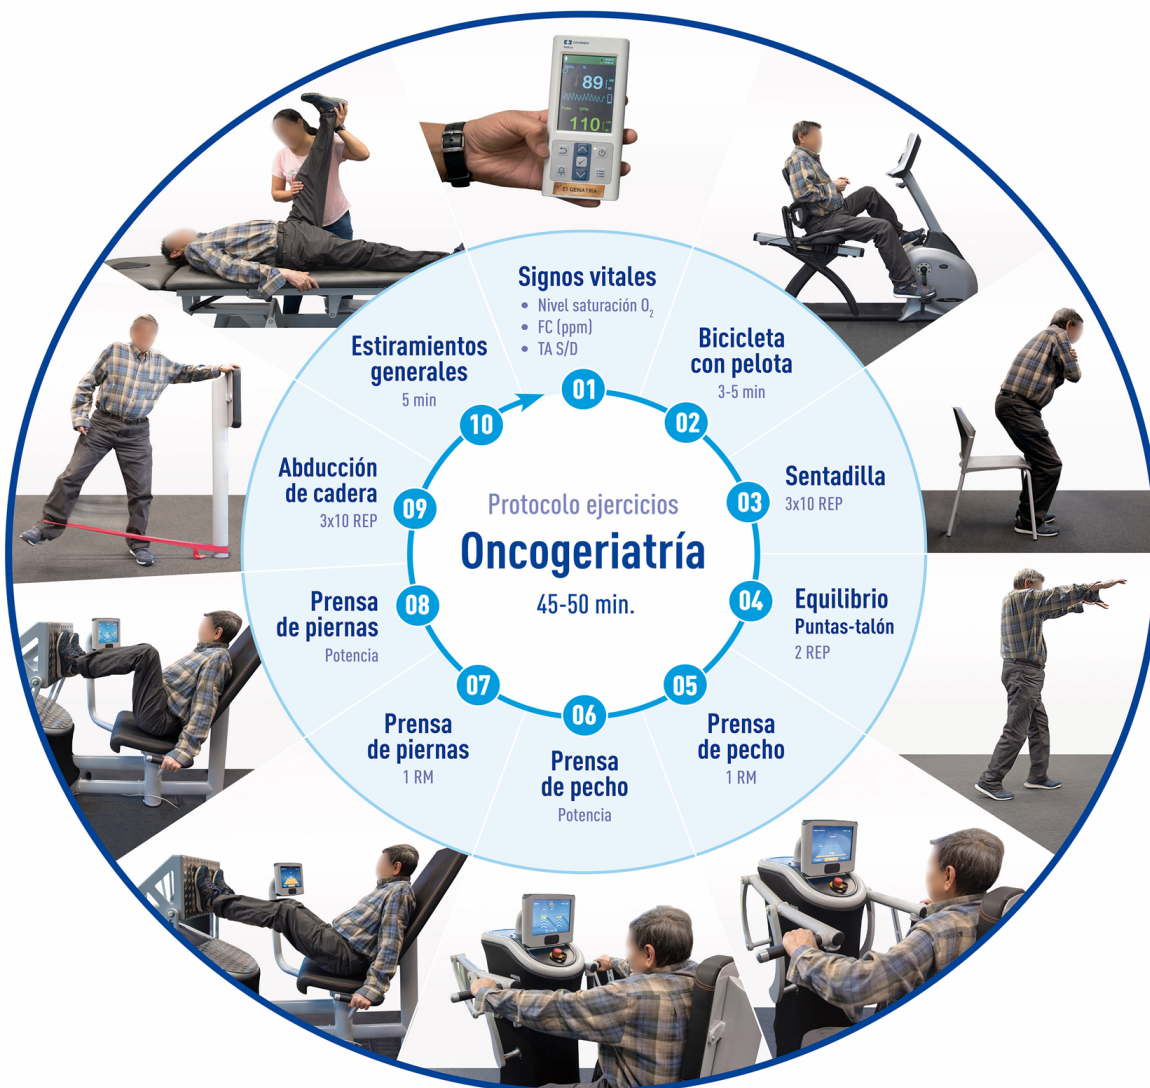 Protocolo ejercicios
Oncogeriatría
45-50 min.
01
Signos vitales
• Nivel saturación O₂
• FC (ppm)
• TA S/D
02
Bicicleta
con pelota
3-5 min
03
Sentadilla
3x10 REP
04
Equilibrio
Puntas-talón
2 REP
05
Prensa
de pecho
1 RM
06
Prensa
de pecho
Potencia
07
Prensa
de piernas
1 RM
08
Prensa
de piernas
Potencia
09
Abducción
de cadera
3x10 REP
10
Estiramientos
generales
5 min
89
110